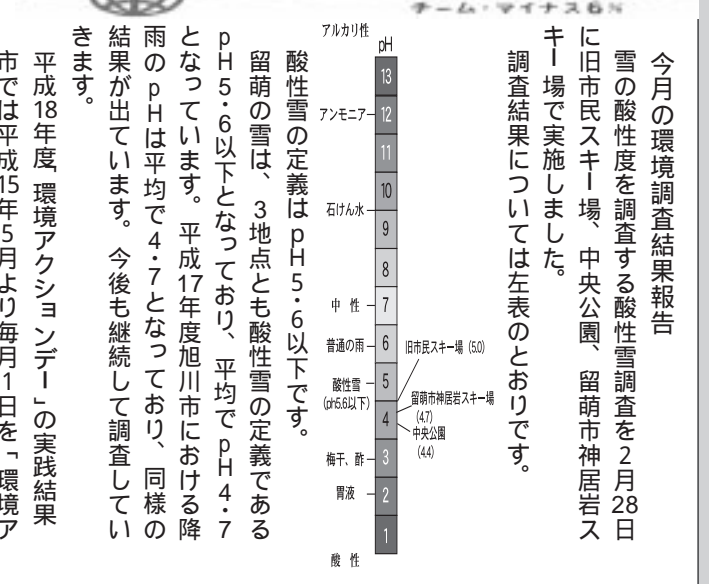 チーム・マイナス6%
今月の環境調査結果報告
雪の酸性度を調査する酸性雪調査を2月28日
に旧市民スキー場、中央公園、留萌市神居岩ス
キー場で実施しました。
調査結果については左表のとおりです。
アルカリ性
pH
13
アンモニア 12
11
10
石けん水
9
8
中性 7
普通の雨 6
旧市民スキー場(5.0)
酸性雪 5
(ph5.6以下)
留萌市神居岩スキー場
(4.7)
4
中央公園
(4.4)
梅干、酢 3
胃液 2
1
酸性
酸性雪の定義はpH5・6以下です。
留萌の雪は、3地点とも酸性雪の定義である
pH5・6以下となっており、平均でpH4・7
となっています。平成17年度旭川市における降
雨のpHは平均で4・7となっており、同様の
結果が出ています。今後も継続して調査してい
きます。
平成18年度「環境アクションデー」の実践結果
市では平成15年5月より毎月1日を「環境ア